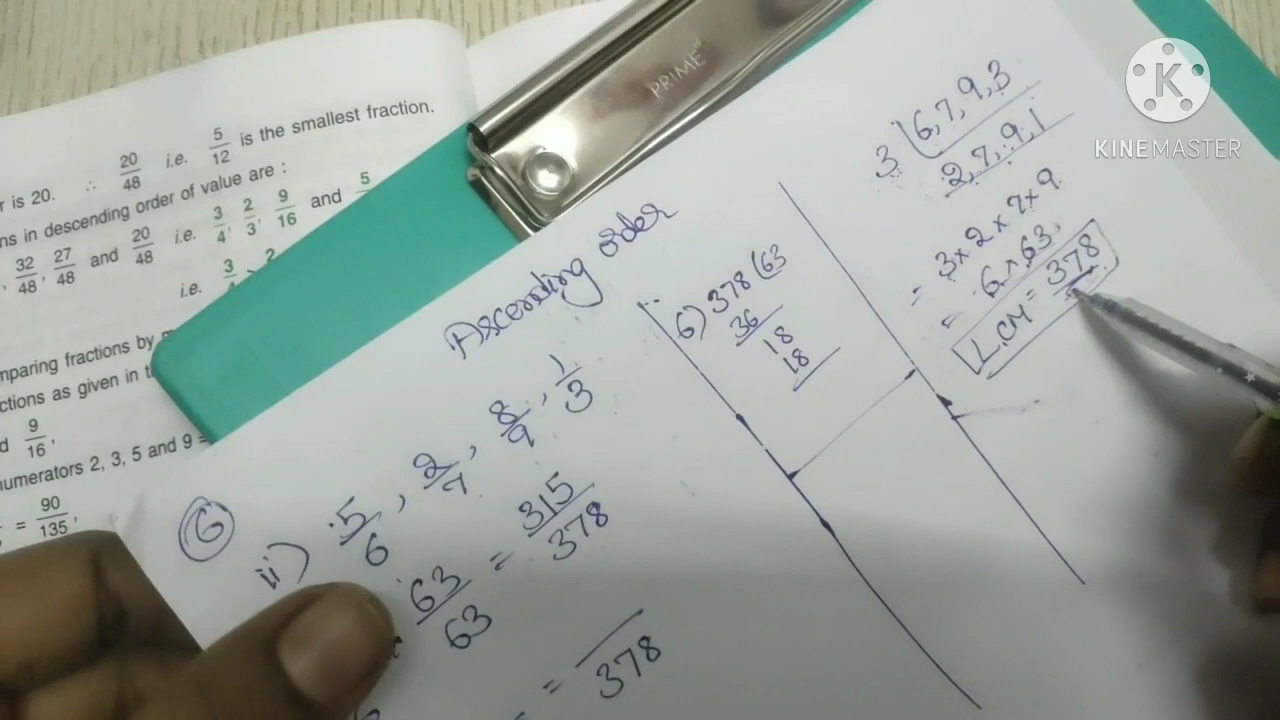 r is 20. ∴ 20/48 i.e. 5/12 is the smallest fraction.
ns in descending order of value are :
, 32/48, 27/48 and 20/48 i.e. 3/4, 2/3, 9/16 and 5
i.e. 3
mparing fractions by
ctions as given in t
d 9/16,
numerators 2, 3, 5 and 9 =
= 90/135,
PRIME
KINEMASTER
Ascending order
6
ii) 5/6, 2/7, 8/9, 1/3
63/63 = 315/378
= /378
6) 378 (63
36
18
18
3 6, 7, 9, 3
2, 7, 9, 1
= 3 x 2 x 7 x 9
= 6 x 63
L.CM = 378